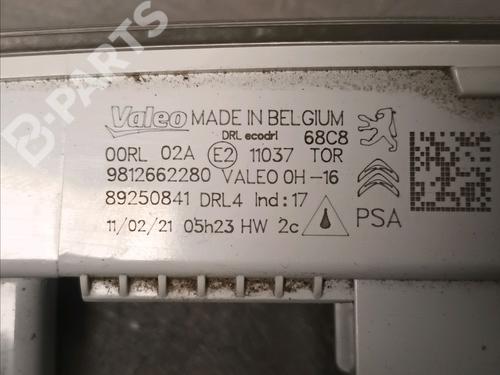 Valeo MADE IN BELGIUM
DRL ecodrl 68C8
00RL 02A E2 11037 TOR
9812662280 VALEO 0H-16
89250841 DRL4 Ind:17
11/02/21 05h23 HW 2c PSA
B-PARTS
B-PARTS